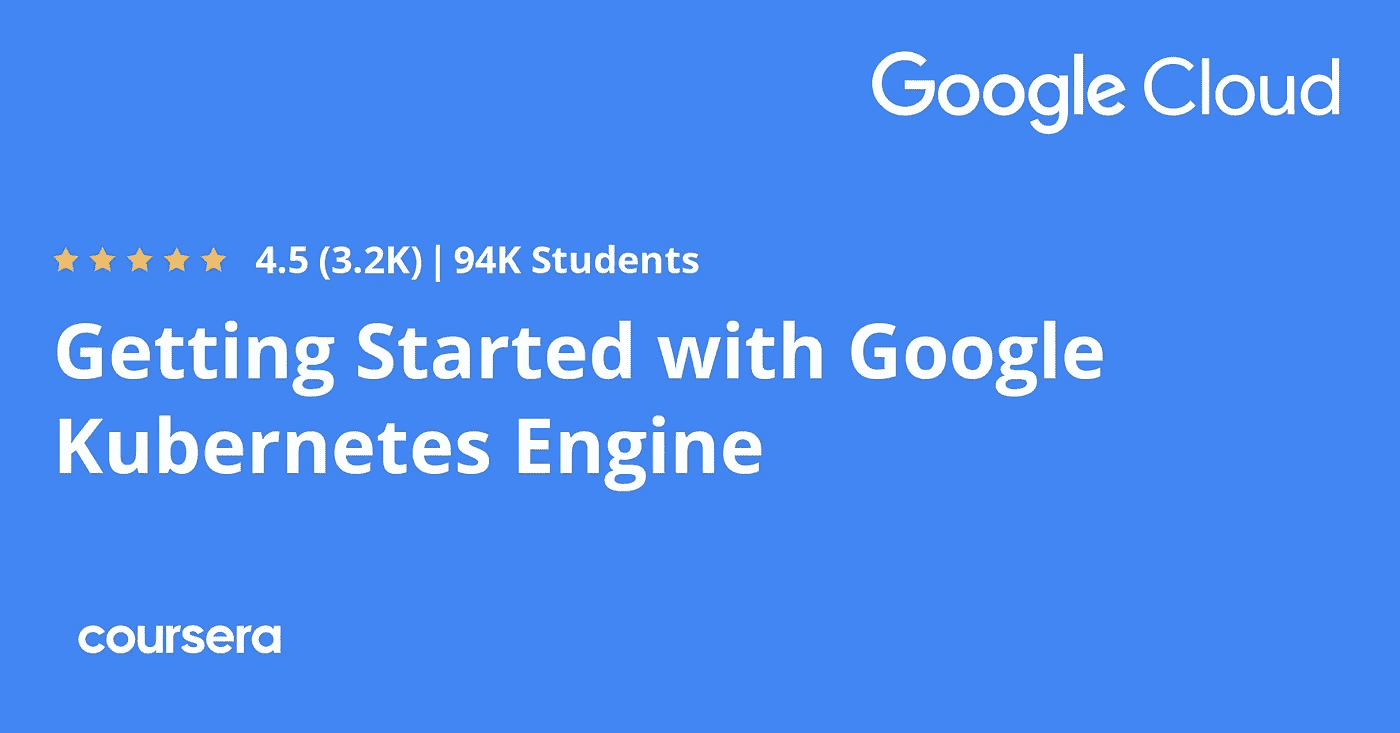 Google Cloud
4.5 (3.2K) | 94K Students
Getting Started with Google
Kubernetes Engine
coursera